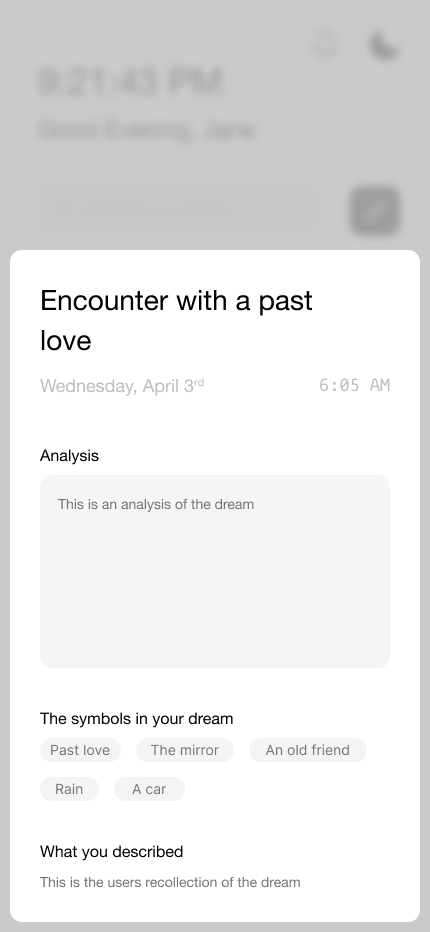 9:21:43 PM
Good Evening, Jane
Encounter with a past
love
Wednesday, April 3rd
6:05 AM
Analysis
This is an analysis of the dream
The symbols in your dream
Past love
The mirror
An old friend
Rain
A car
What you described
This is the users recollection of the dream